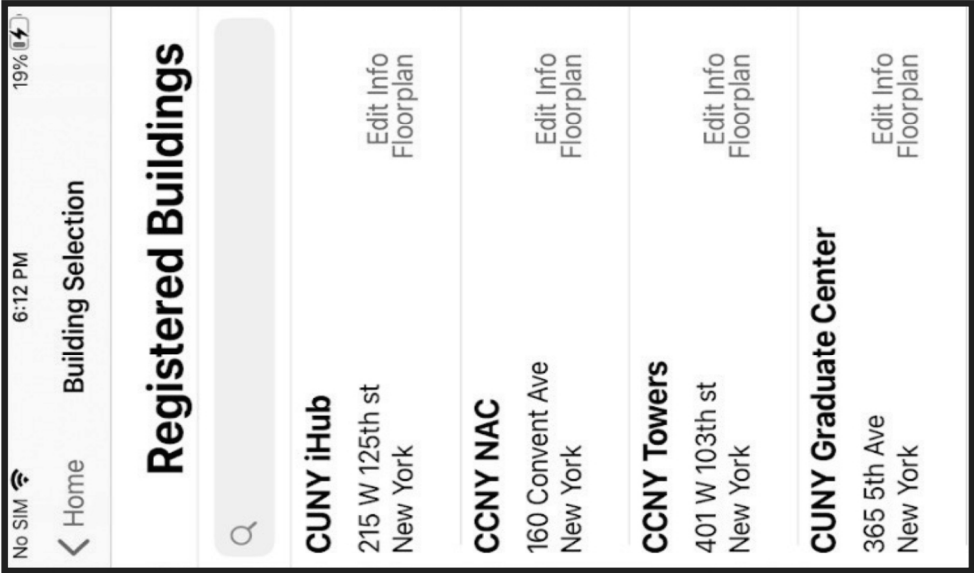 No SIM 6:12 PM 19%
Home Building Selection
Registered Buildings
CUNY iHub
215 W 125th st Edit Info
New York Floorplan
CCNY NAC
160 Convent Ave Edit Info
New York Floorplan
CCNY Towers
401 W 103th st Edit Info
New York Floorplan
CUNY Graduate Center
365 5th Ave Edit Info
New York Floorplan